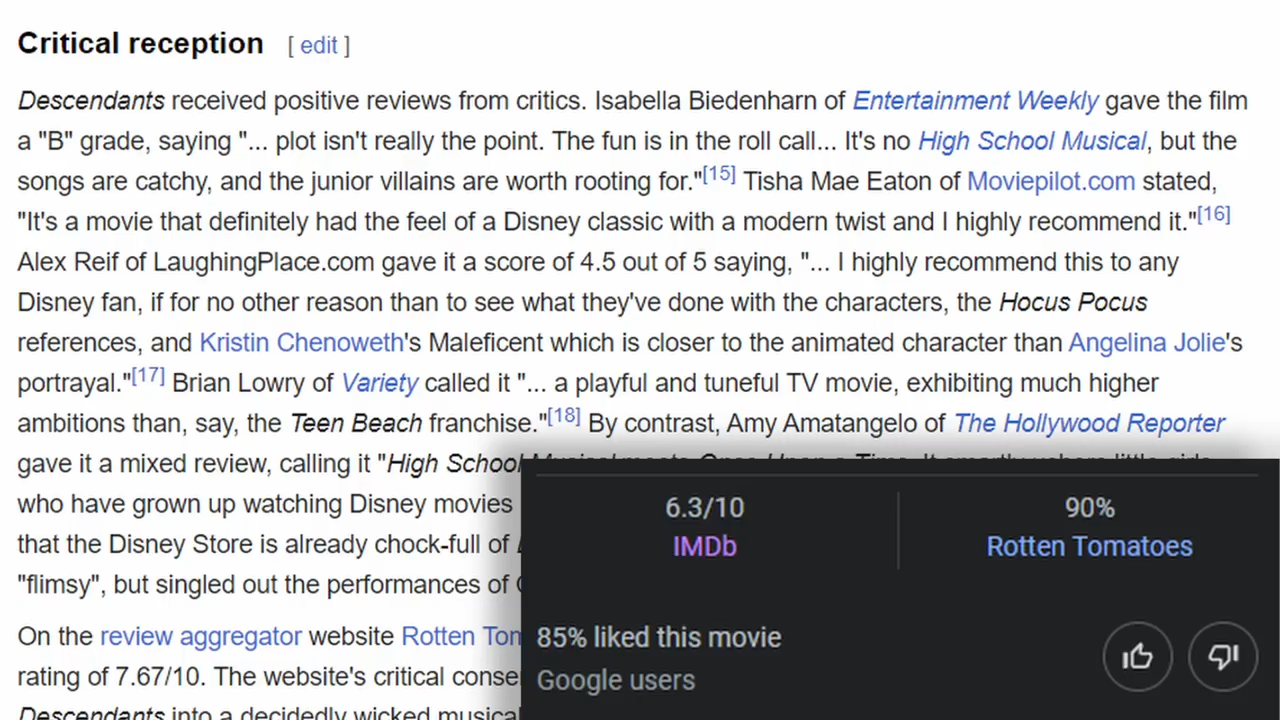 Critical reception [ edit ]
Descendants received positive reviews from critics. Isabella Biedenharn of Entertainment Weekly gave the film
a "B" grade, saying "... plot isn't really the point. The fun is in the roll call... It's no High School Musical, but the
songs are catchy, and the junior villains are worth rooting for."[15] Tisha Mae Eaton of Moviepilot.com stated,
"It's a movie that definitely had the feel of a Disney classic with a modern twist and I highly recommend it."[16]
Alex Reif of LaughingPlace.com gave it a score of 4.5 out of 5 saying, "... I highly recommend this to any
Disney fan, if for no other reason than to see what they've done with the characters, the Hocus Pocus
references, and Kristin Chenoweth's Maleficent which is closer to the animated character than Angelina Jolie's
portrayal."[17] Brian Lowry of Variety called it "... a playful and tuneful TV movie, exhibiting much higher
ambitions than, say, the Teen Beach franchise."[18] By contrast, Amy Amatangelo of The Hollywood Reporter
gave it a mixed review, calling it "High School
who have grown up watching Disney movies
that the Disney Store is already chock-full of
"flimsy", but singled out the performances of
On the review aggregator website Rotten
rating of 7.67/10. The website's critical
Descendants into a decidedly wicked
6.3/10
IMDb
90%
Rotten Tomatoes
85% liked this movie
Google users